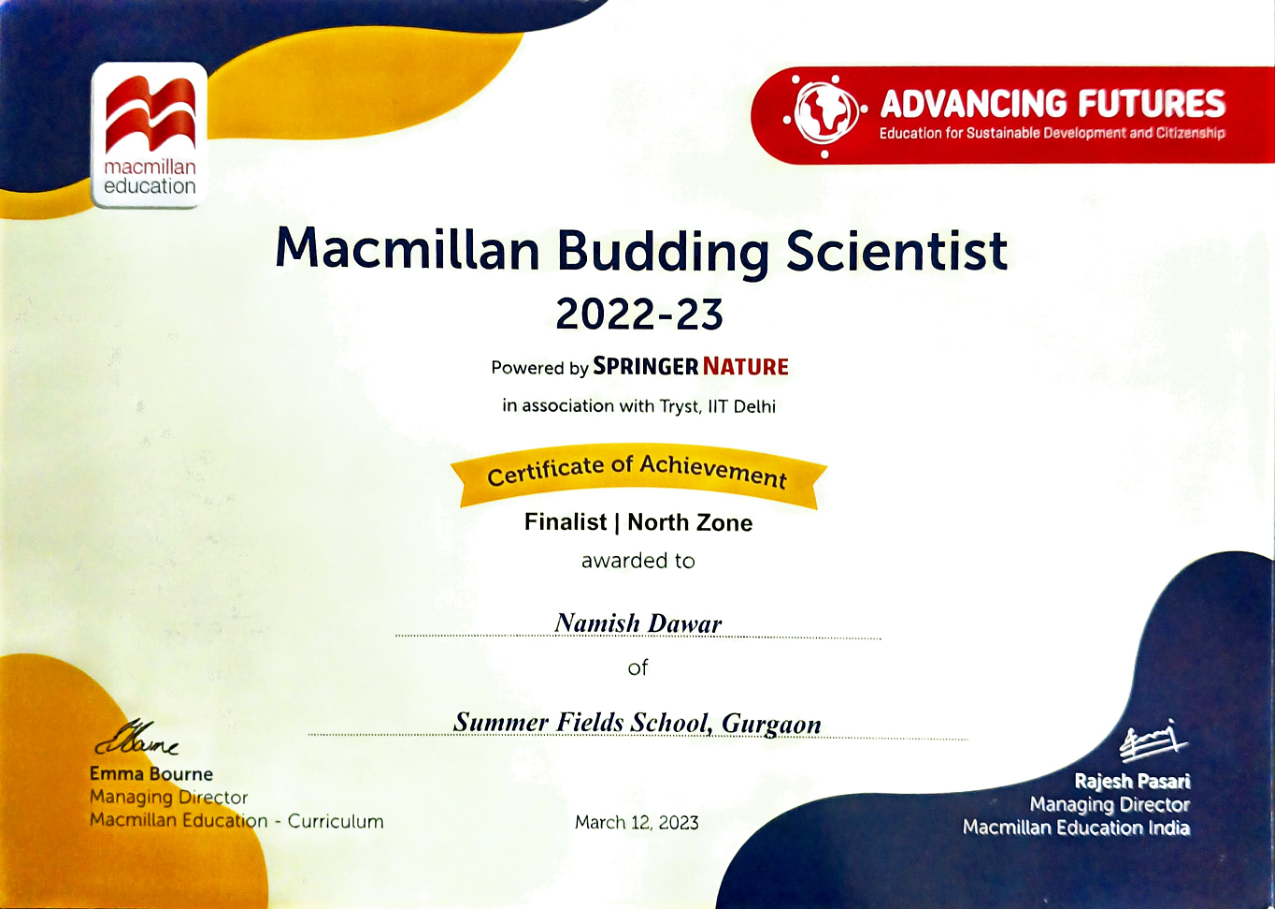 macmillan
education
ADVANCING FUTURES
Education for Sustainable Development and Citizenship
Macmillan Budding Scientist
2022-23
Powered by SPRINGER NATURE
in association with Tryst, IIT Delhi
Certificate of Achievement
Finalist | North Zone
awarded to
Namish Dawar
of
Summer Fields School, Gurgaon
Emma Bourne
Managing Director
Macmillan Education - Curriculum
March 12, 2023
Rajesh Pasari
Managing Director
Macmillan Education India